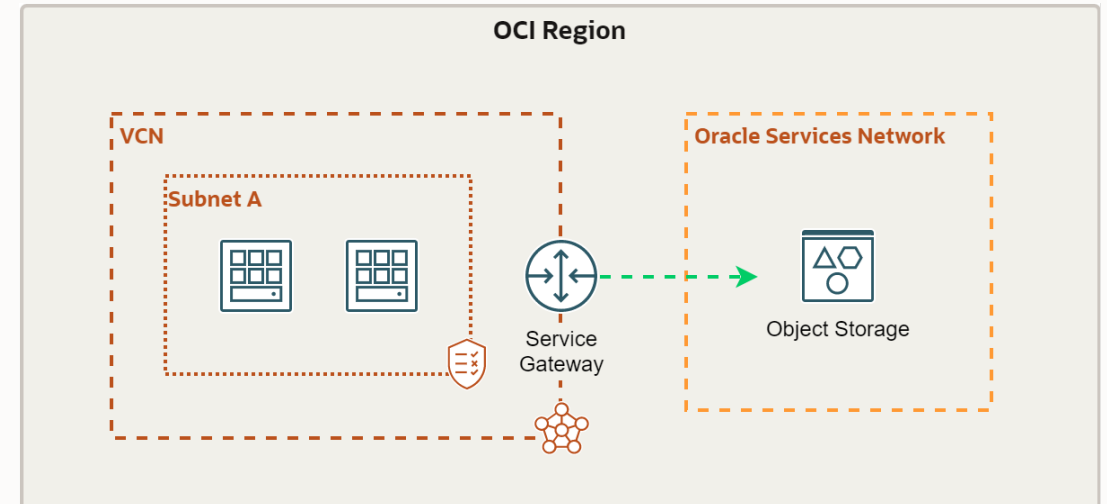 OCI Region
VCN
Oracle Services Network
Subnet A
Service
Gateway
Object Storage